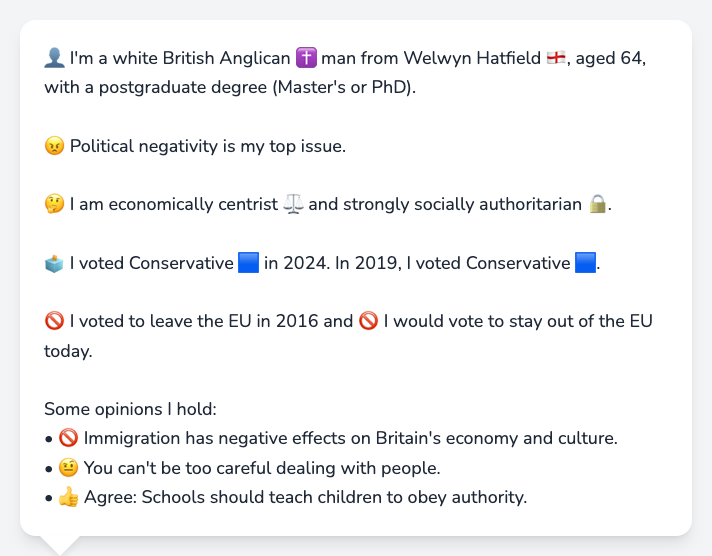 👤 I'm a white British Anglican ✝️ man from Welwyn Hatfield 🏴󠁧󠁢󠁥󠁮󠁧󠁿, aged 64,
with a postgraduate degree (Master's or PhD).
😠 Political negativity is my top issue.
🤔 I am economically centrist ⚖️ and strongly socially authoritarian 🔒.
🗳️ I voted Conservative 🟦 in 2024. In 2019, I voted Conservative 🟦.
🚫 I voted to leave the EU in 2016 and 🚫 I would vote to stay out of the EU
today.
Some opinions I hold:
• 🚫 Immigration has negative effects on Britain's economy and culture.
• 🤨 You can't be too careful dealing with people.
• 👍 Agree: Schools should teach children to obey authority.